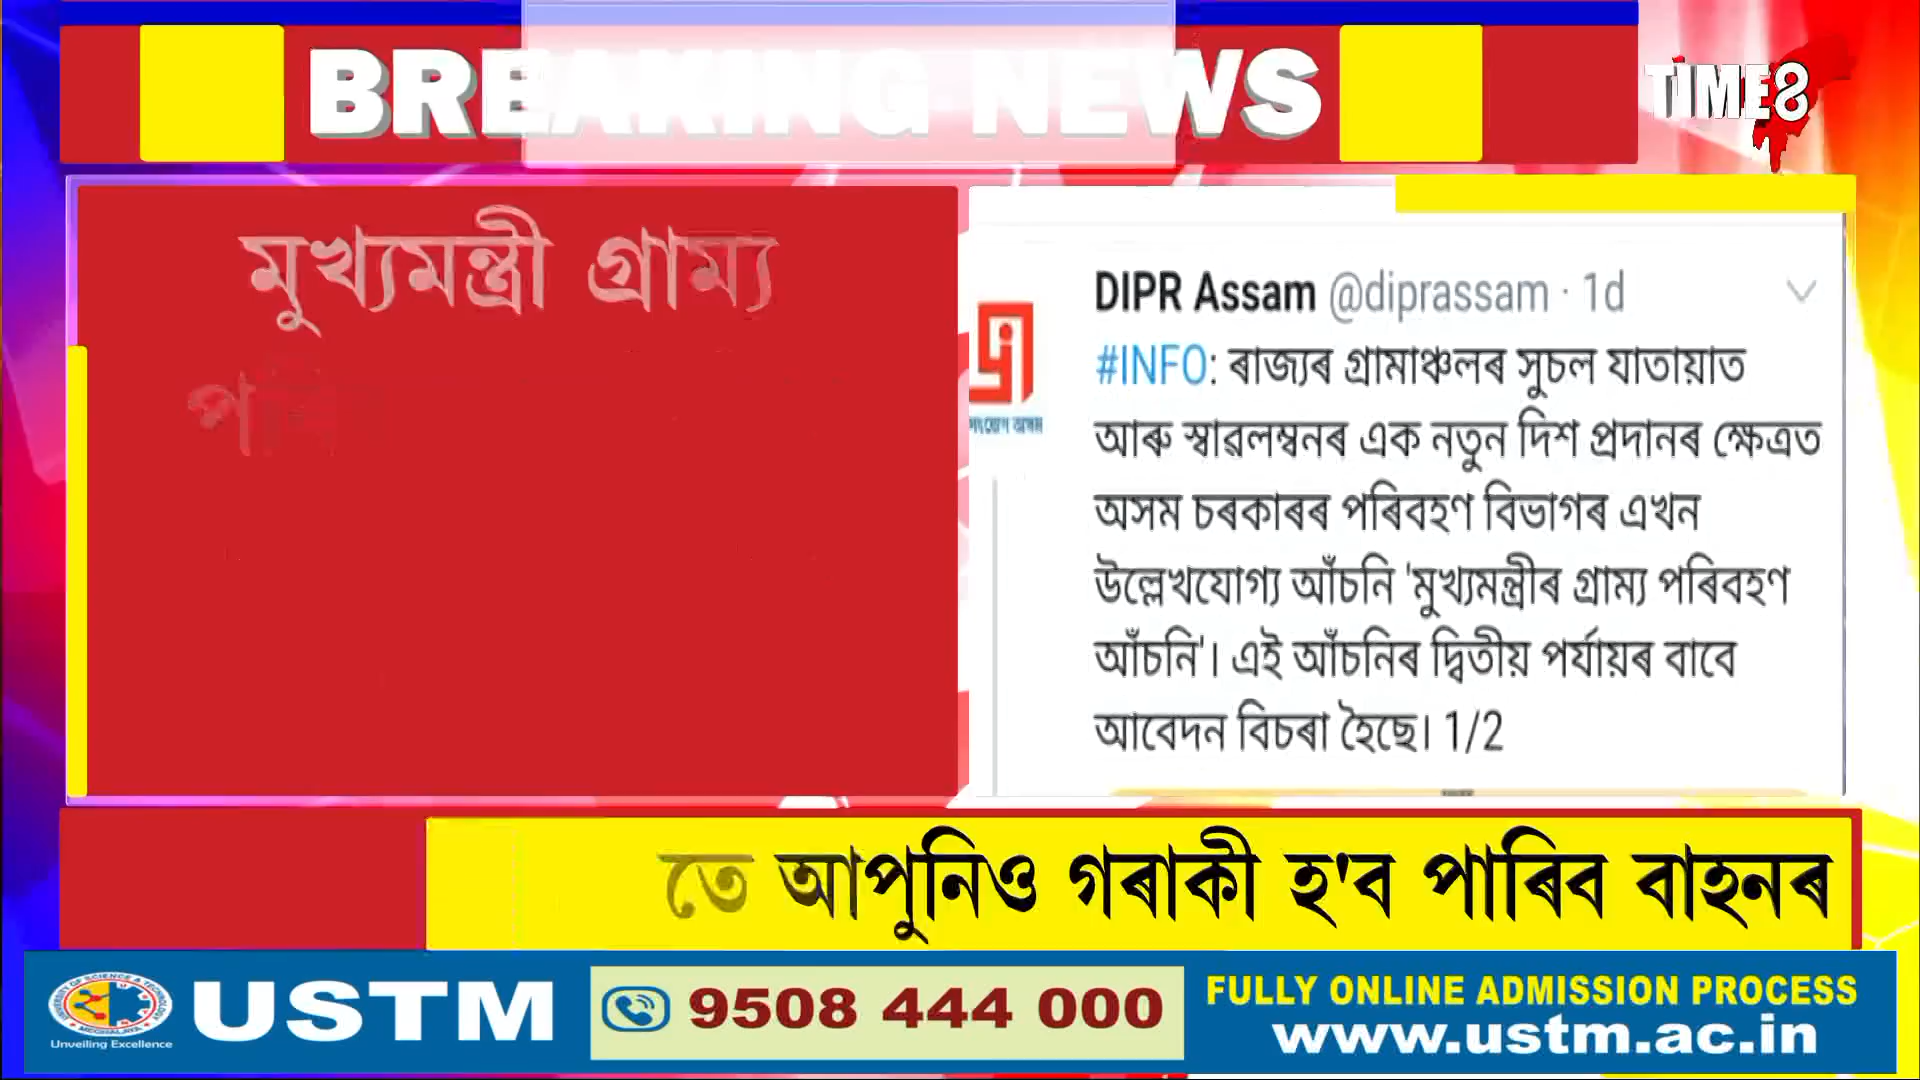 BREAKING NEWS
TIME8
মুখ্যমন্ত্ৰী গ্ৰাম্য
DIPR Assam @diprassam · 1d
#INFO: ৰাজ্যৰ গ্ৰামাঞ্চলৰ সুচল যাতায়াত
আৰু স্বাৱলম্বনৰ এক নতুন দিশ প্ৰদানৰ ক্ষেত্ৰত
অসম চৰকাৰৰ পৰিবহণ বিভাগৰ এখন
উল্লেখযোগ্য আঁচনি 'মুখ্যমন্ত্ৰীৰ গ্ৰাম্য পৰিবহণ
আঁচনি'। এই আঁচনিৰ দ্বিতীয় পৰ্যায়ৰ বাবে
আবেদন বিচৰা হৈছে। 1/2
তে আপুনিও গৰাকী হ'ব পাৰিব বাহনৰ
USTM
Unveiling Excellence
9508 444 000
FULLY ONLINE ADMISSION PROCESS
www.ustm.ac.in